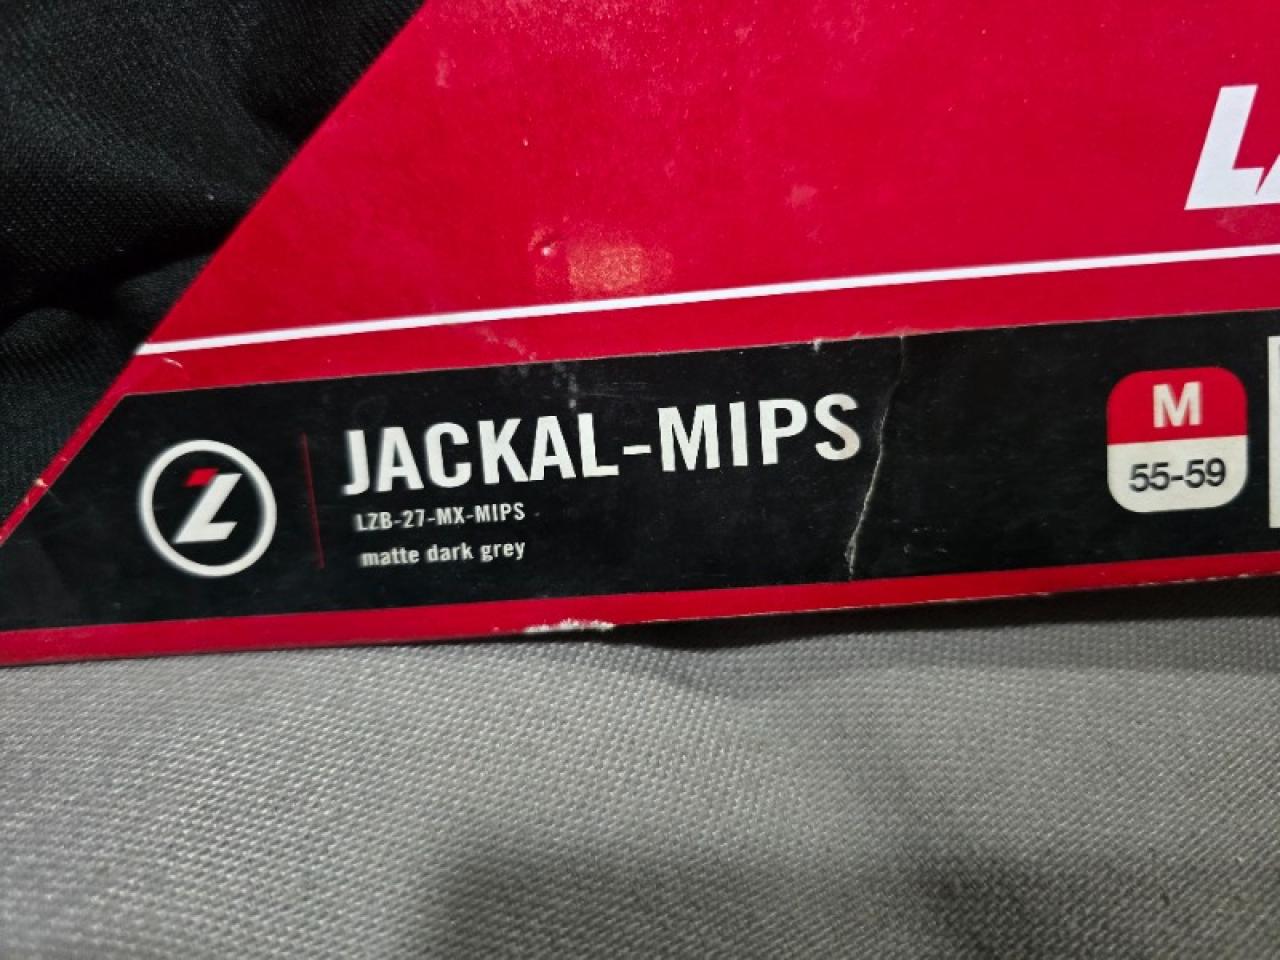 JACKAL-MIPS
LZB-27-MX-MIPS
matte dark grey
M
55-59